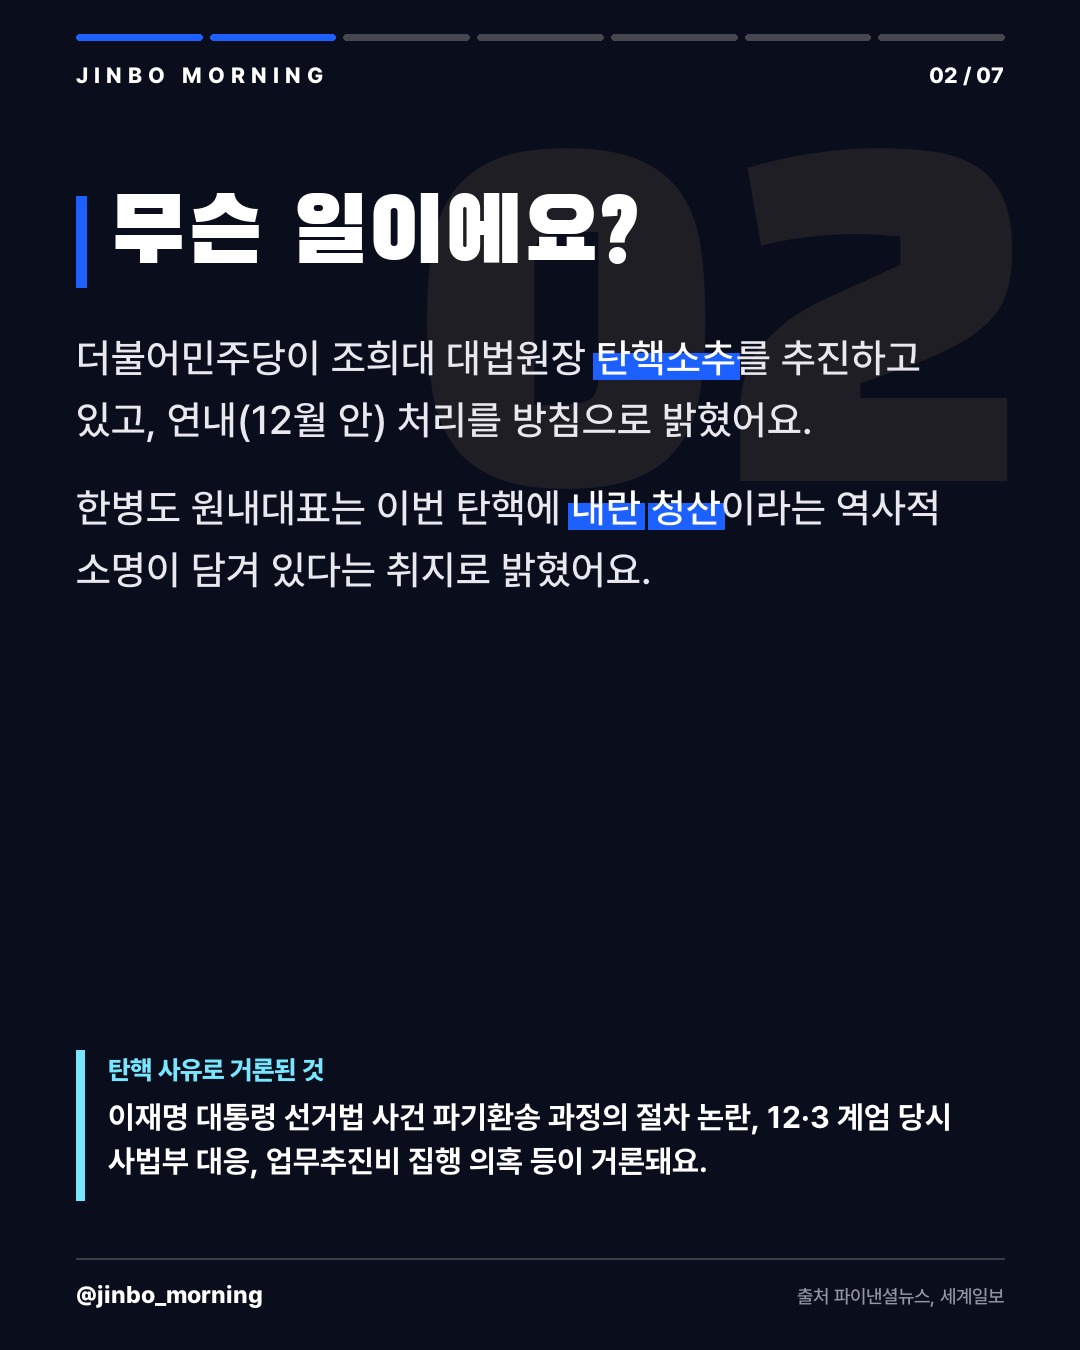 JINBO MORNING
02 / 07
02
무슨 일이에요?
더불어민주당이 조희대 대법원장 탄핵소추를 추진하고
있고, 연내(12월 안) 처리를 방침으로 밝혔어요.
한병도 원내대표는 이번 탄핵에 내란 청산이라는 역사적
소명이 담겨 있다는 취지로 밝혔어요.
탄핵 사유로 거론된 것
이재명 대통령 선거법 사건 파기환송 과정의 절차 논란, 12·3 계엄 당시
사법부 대응, 업무추진비 집행 의혹 등이 거론돼요.
@jinbo_morning
출처 파이낸셜뉴스, 세계일보